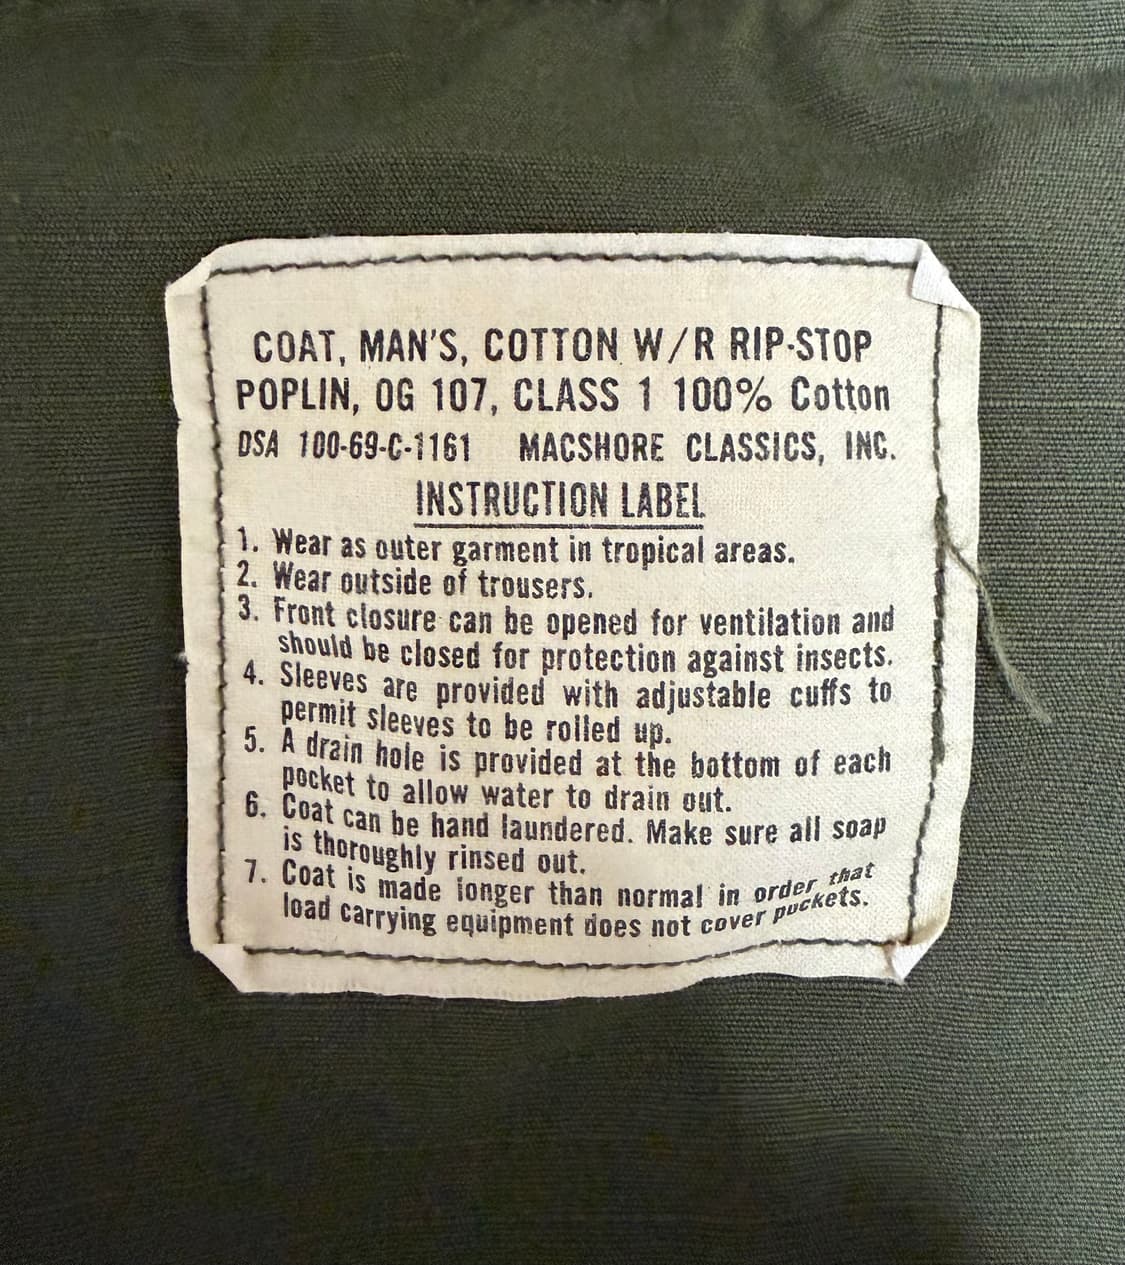 COAT, MAN'S, COTTON W/R RIP-STOP
POPLIN, OG 107, CLASS 1 100% Cotton
DSA 100-69-C-1161 MACSHORE CLASSICS, INC.
INSTRUCTION LABEL
1. Wear as outer garment in tropical areas.
2. Wear outside of trousers.
3. Front closure can be opened for ventilation and
should be closed for protection against insects.
4. Sleeves are provided with adjustable cuffs to
permit sleeves to be rolled up.
5. A drain hole is provided at the bottom of each
pocket to allow water to drain out.
6. Coat can be hand laundered. Make sure all soap
is thoroughly rinsed out.
7. Coat is made longer than normal in order that
load carrying equipment does not cover pockets.